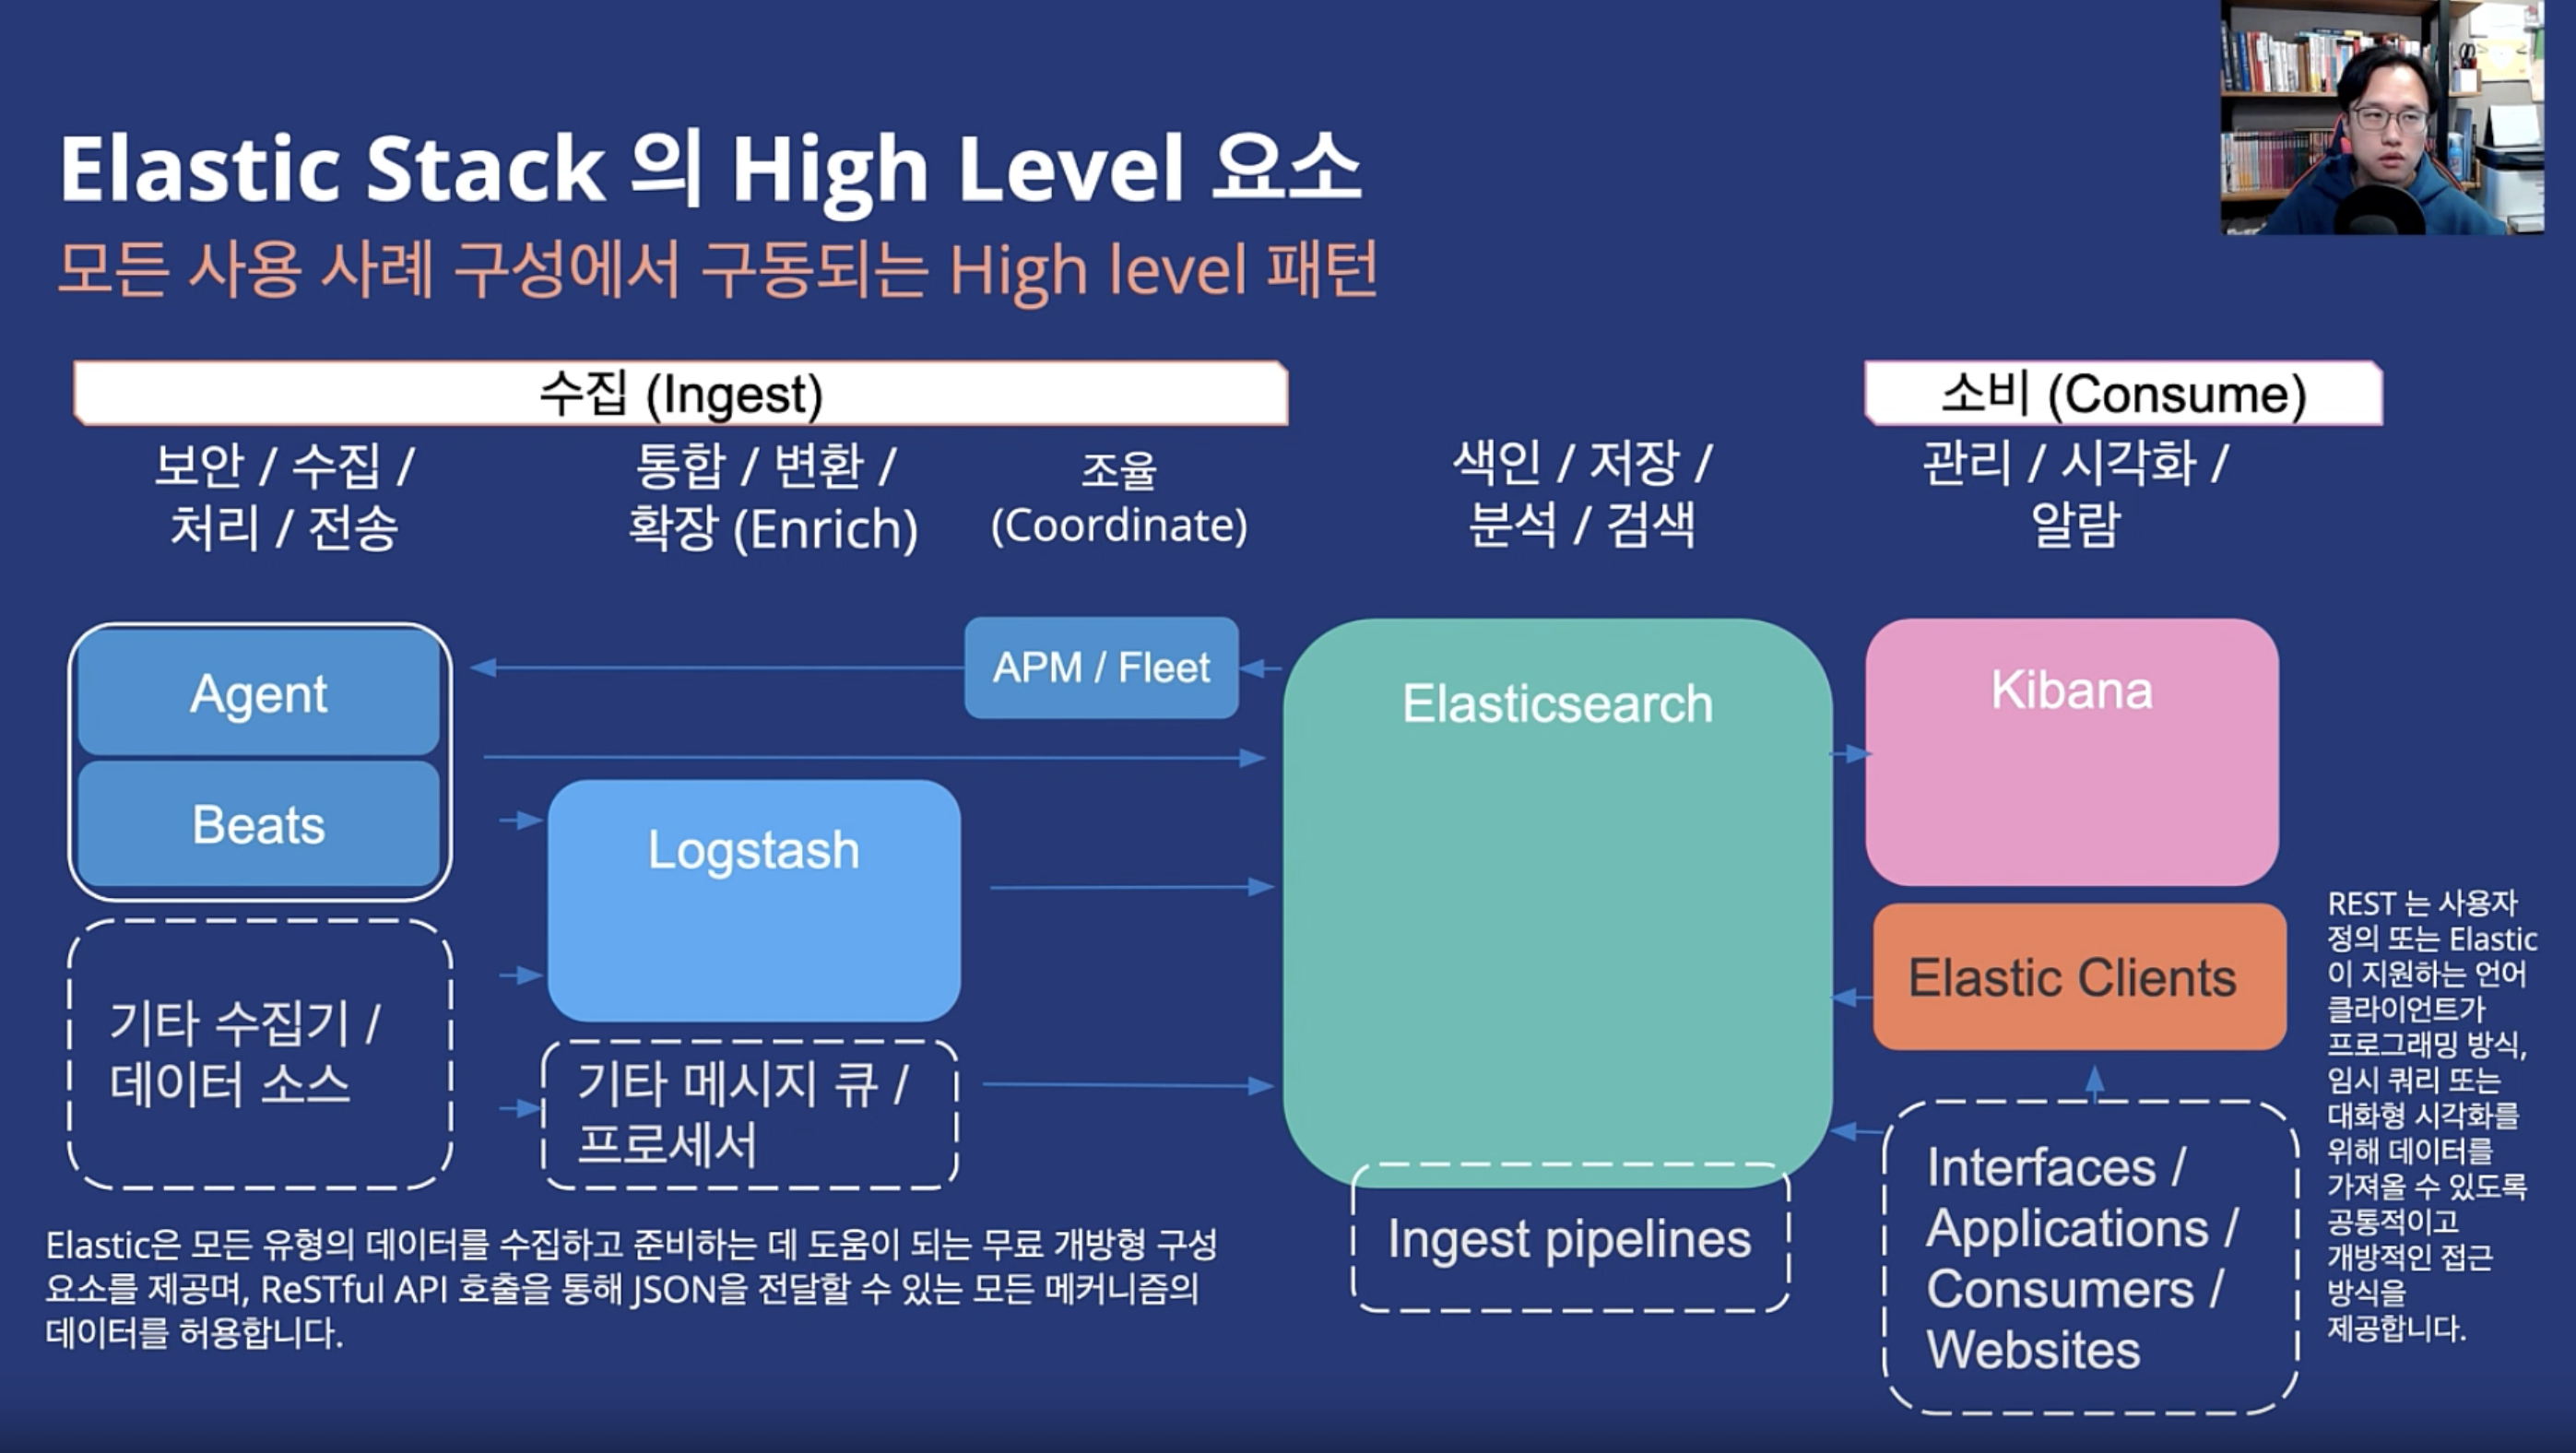 Elastic Stack 의 High Level 요소
모든 사용 사례 구성에서 구동되는 High level 패턴
수집 (Ingest)
소비 (Consume)
보안 / 수집 /
처리 / 전송
통합 / 변환 /
확장 (Enrich)
조율
(Coordinate)
색인 / 저장 /
분석 / 검색
관리 / 시각화 /
알람
Agent
Beats
기타 수집기 /
데이터 소스
APM / Fleet
Logstash
기타 메시지 큐 /
프로세서
Elasticsearch
Ingest pipelines
Kibana
Elastic Clients
Interfaces /
Applications /
Consumers /
Websites
REST 는 사용자
정의 또는 Elastic
이 지원하는 언어
클라이언트가
프로그래밍 방식,
임시 쿼리 또는
대화형 시각화를
위해 데이터를
가져올 수 있도록
공통적이고
개방적인 접근
방식을
제공합니다.
Elastic은 모든 유형의 데이터를 수집하고 준비하는 데 도움이 되는 무료 개방형 구성
요소를 제공며, ReSTful API 호출을 통해 JSON을 전달할 수 있는 모든 메커니즘의
데이터를 허용합니다.